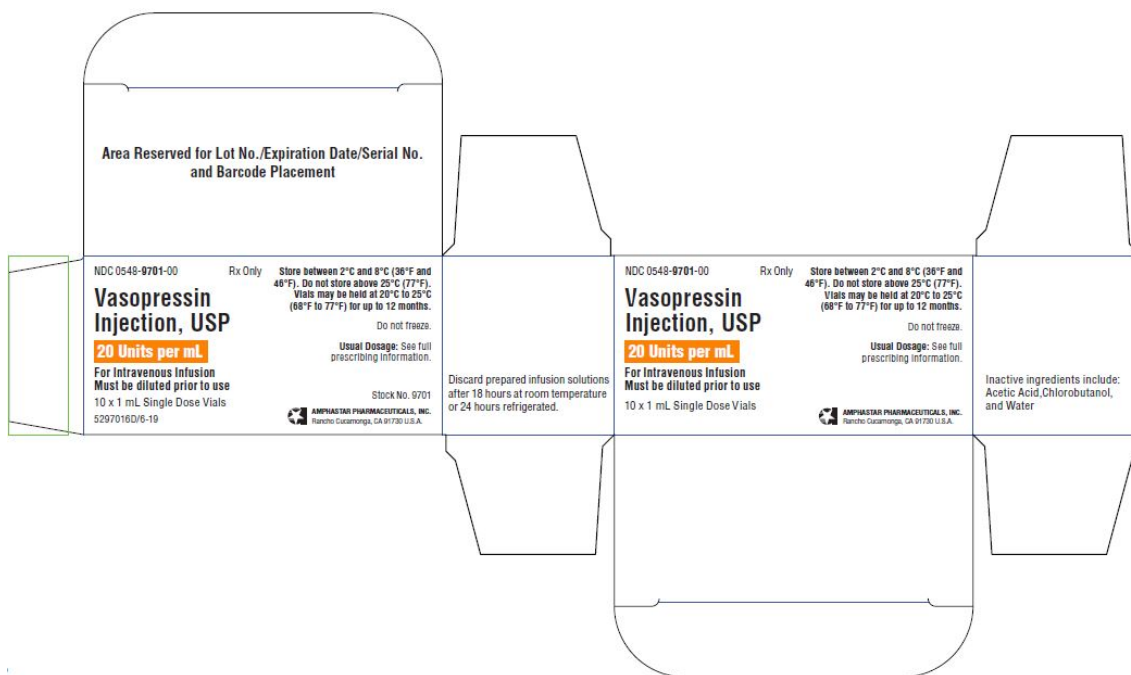 Area Reserved for Lot No./Expiration Date/Serial No.
and Barcode Placement
NDC 0548-9701-00
Rx Only
Vasopressin
Injection, USP
20 Units per mL
For Intravenous Infusion
Must be diluted prior to use
10 x 1 mL Single Dose Vials
5297016D/6-19
Store between 2°C and 8°C (36°F and
46°F). Do not store above 25°C (77°F).
Vials may be held at 20°C to 25°C
(68°F to 77°F) for up to 12 months.
Do not freeze.
Usual Dosage: See full
prescribing information.
Stock No. 9701
AMPHASTAR PHARMACEUTICALS, INC.
Rancho Cucamonga, CA 91730 U.S.A.
Discard prepared infusion solutions
after 18 hours at room temperature
or 24 hours refrigerated.
NDC 0548-9701-00
Rx Only
Vasopressin
Injection, USP
20 Units per mL
For Intravenous Infusion
Must be diluted prior to use
10 x 1 mL Single Dose Vials
Store between 2°C and 8°C (36°F and
46°F). Do not store above 25°C (77°F).
Vials may be held at 20°C to 25°C
(68°F to 77°F) for up to 12 months.
Do not freeze.
Usual Dosage: See full
prescribing information.
AMPHASTAR PHARMACEUTICALS, INC.
Rancho Cucamonga, CA 91730 U.S.A.
Inactive ingredients include:
Acetic Acid,Chlorobutanol,
and Water